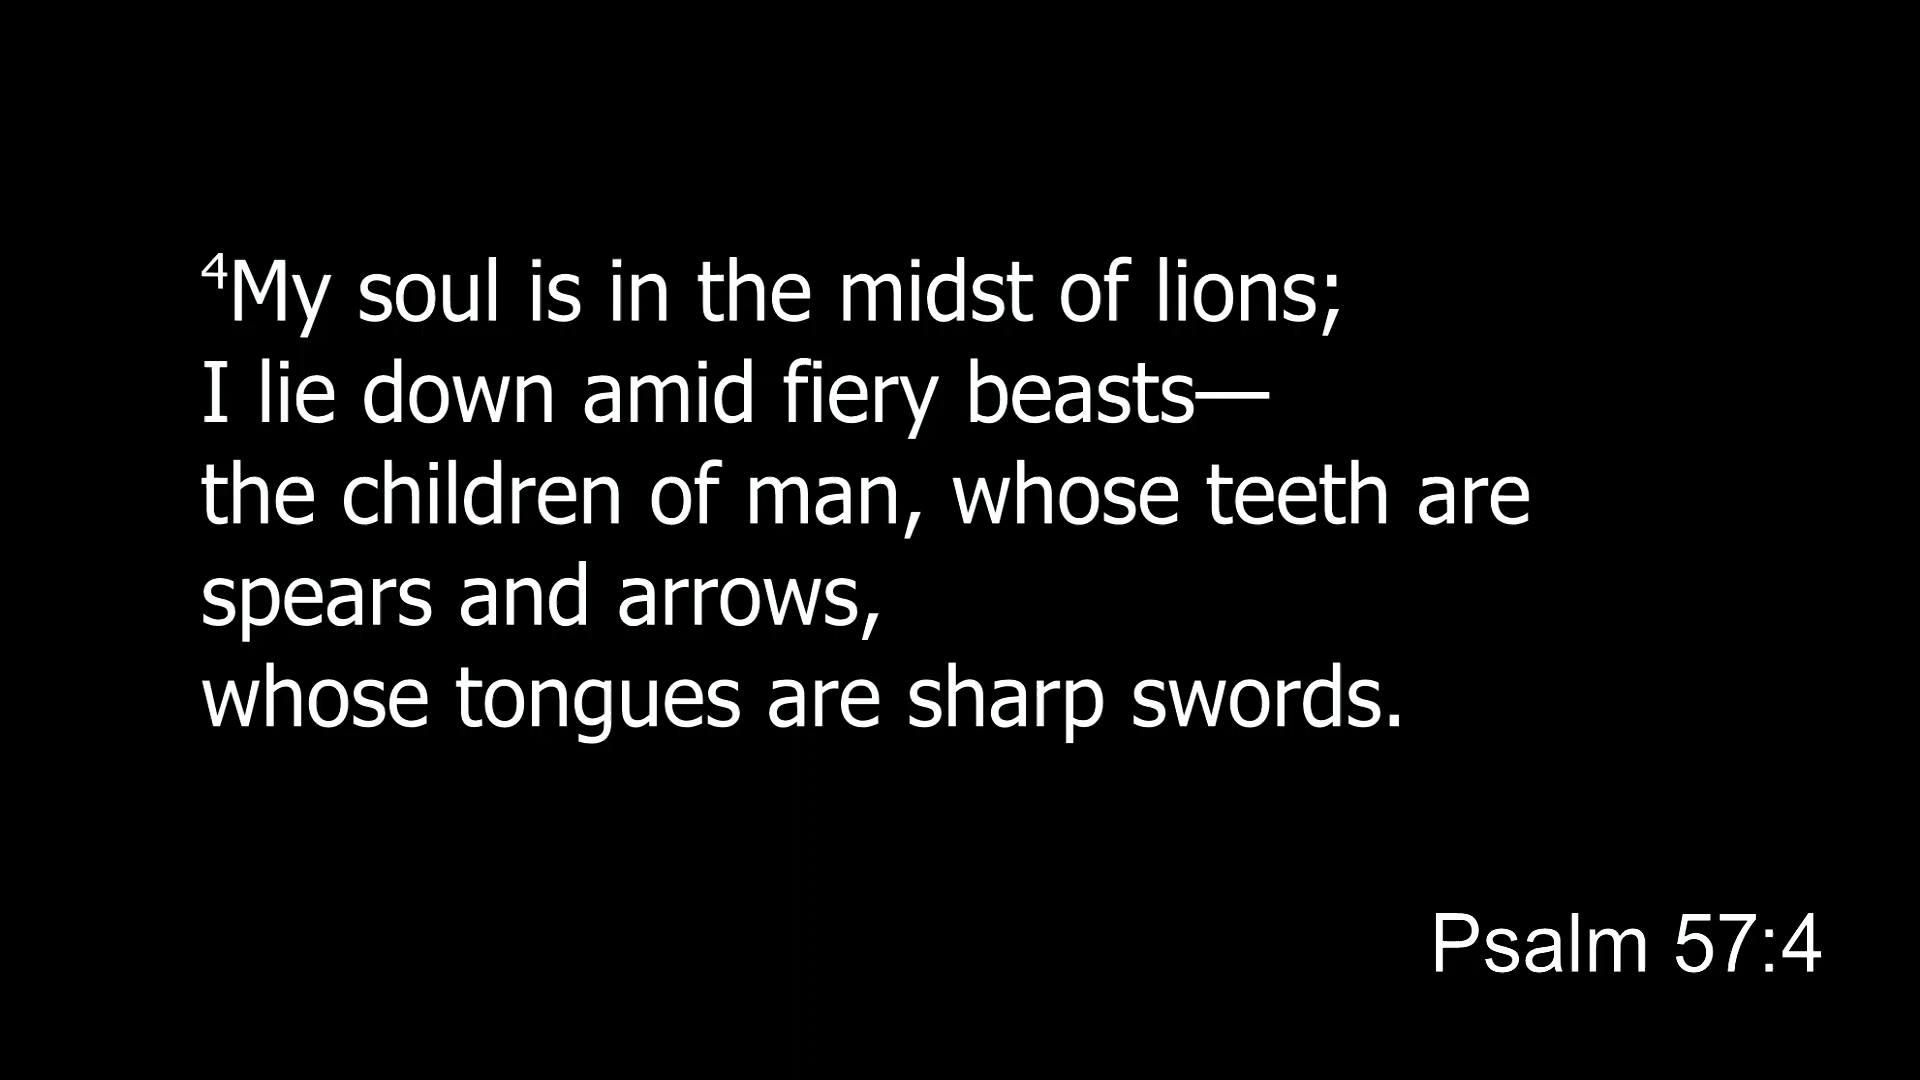 ⁴My soul is in the midst of lions;
I lie down amid fiery beasts—
the children of man, whose teeth are
spears and arrows,
whose tongues are sharp swords.
Psalm 57:4